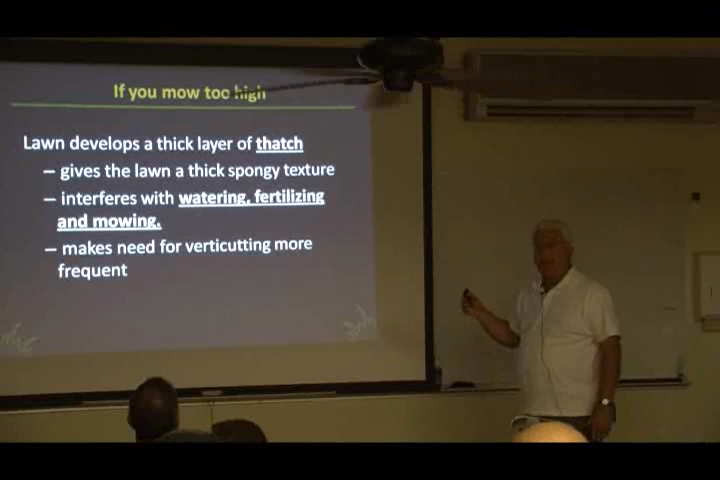 If you mow too high
Lawn develops a thick layer of thatch
– gives the lawn a thick spongy texture
– interferes with watering, fertilizing
and mowing.
– makes need for verticutting more
frequent